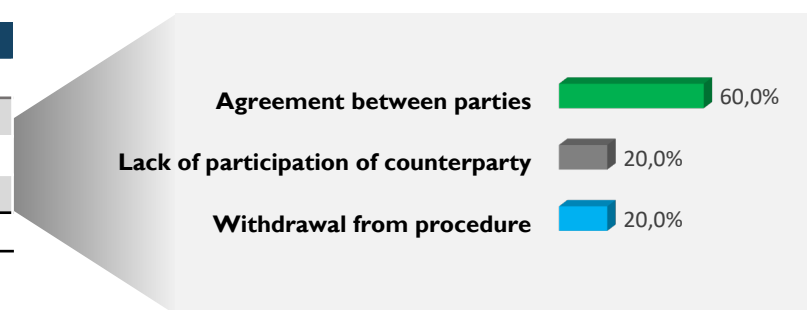 Agreement between parties 60,0%
Lack of participation of counterparty 20,0%
Withdrawal from procedure 20,0%